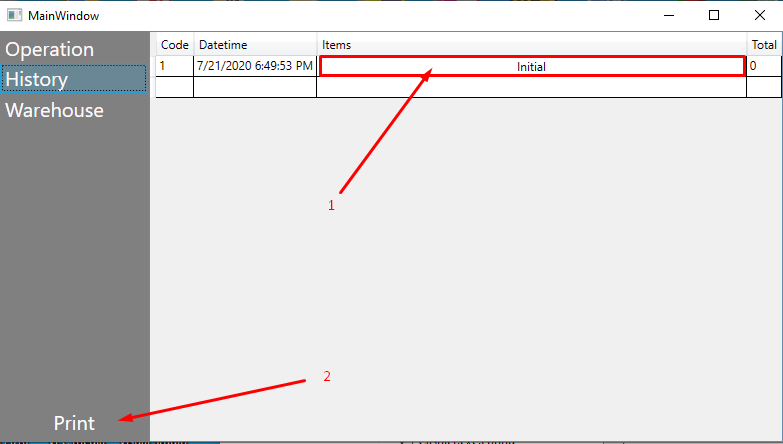 MainWindow
Operation
History
Warehouse
Code Datetime Items Total
1 7/21/2020 6:49:53 PM Initial 0
1
2
Print